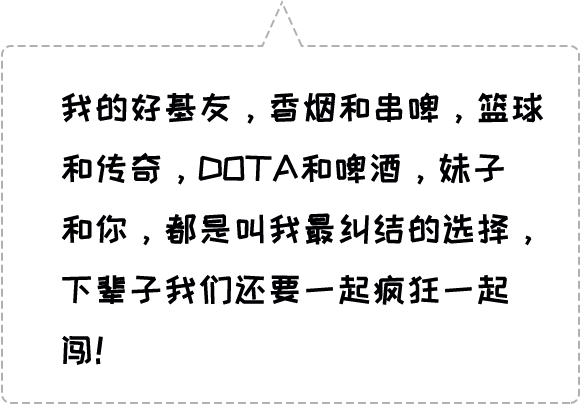 我的好基友，香烟和串啤，篮球
和传奇，DOTA和啤酒，妹子
和你，都是叫我最纠结的选择，
下辈子我们还要一起疯狂一起
闯!